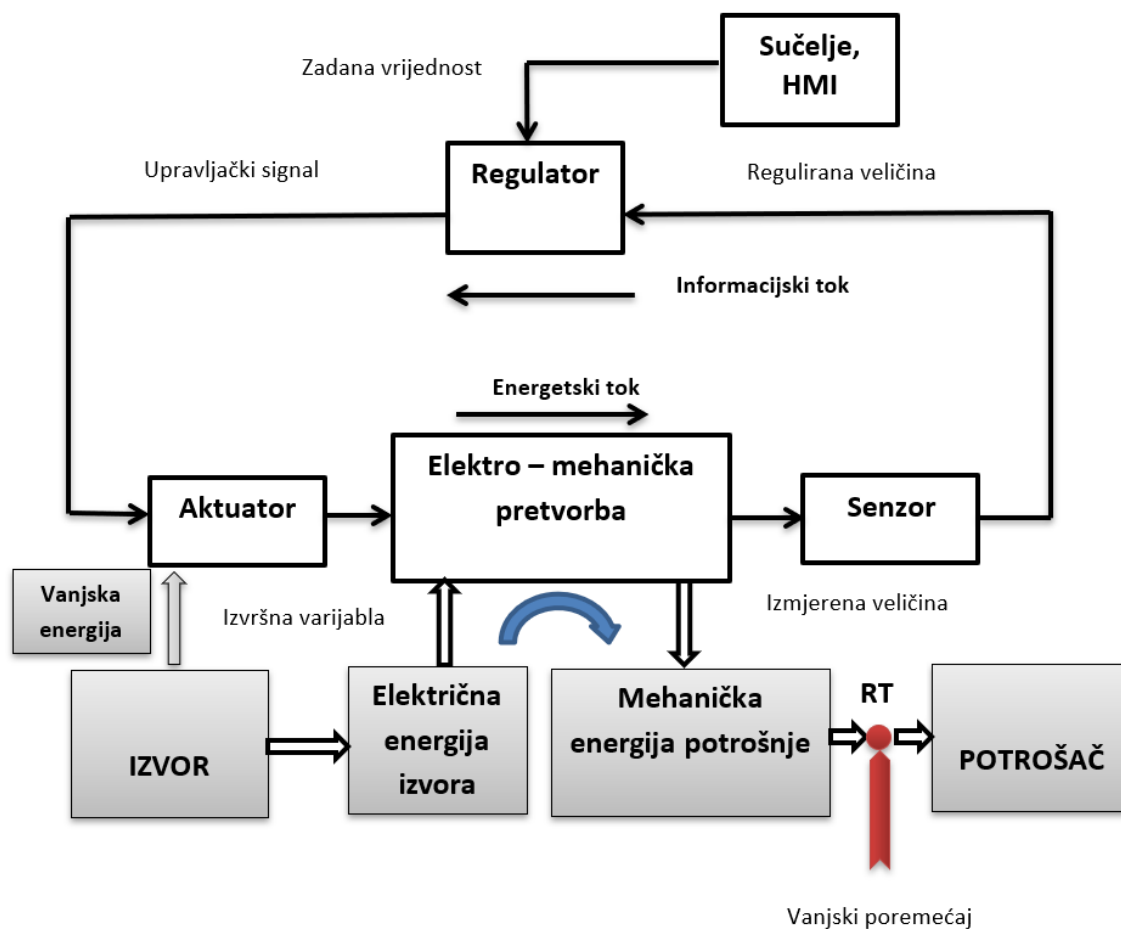 Sučelje,
HMI
Zadana vrijednost
Upravljački signal
Regulator
Regulirana veličina
Informacijski tok
Energetski tok
Elektro – mehanička
pretvorba
Aktuator
Senzor
Vanjska
energija
Izvršna varijabla
Izmjerena veličina
IZVOR
Električna
energija
izvora
Mehanička
energija potrošnje
RT
POTROŠAČ
Vanjski poremećaj